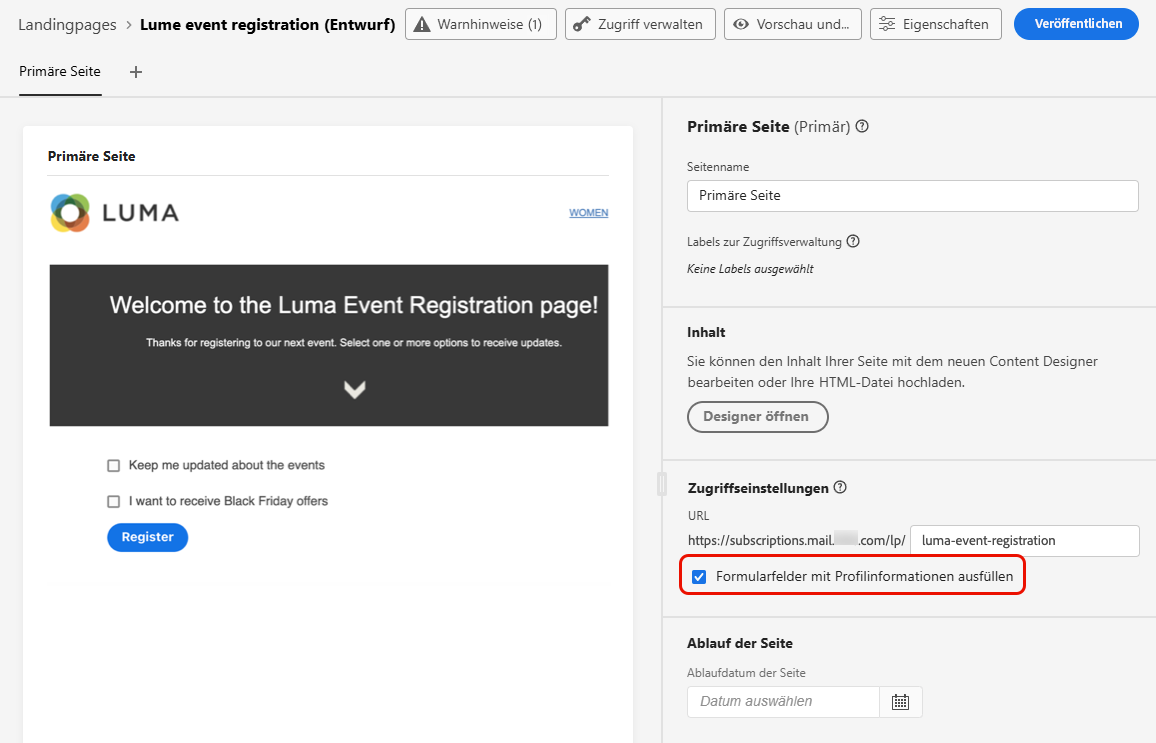 Landingpages > Luma event registration (Entwurf)
Warnhinweise (1)
Zugriff verwalten
Vorschau und...
Eigenschaften
Veröffentlichen
Primäre Seite +
Primäre Seite
LUMA
WOMEN
Welcome to the Luma Event Registration page!
Thanks for registering to our next event. Select one or more options to receive updates.
Keep me updated about the events
I want to receive Black Friday offers
Register
Primäre Seite (Primär)
Seitenname
Primäre Seite
Labels zur Zugriffsverwaltung
Keine Labels ausgewählt
Inhalt
Sie können den Inhalt Ihrer Seite mit dem neuen Content Designer
bearbeiten oder Ihre HTML-Datei hochladen.
Designer öffnen
Zugriffseinstellungen
URL
https://subscriptions.mail. .com/lp/ luma-event-registration
Formularfelder mit Profilinformationen ausfüllen
Ablauf der Seite
Ablaufdatum der Seite
Datum auswählen